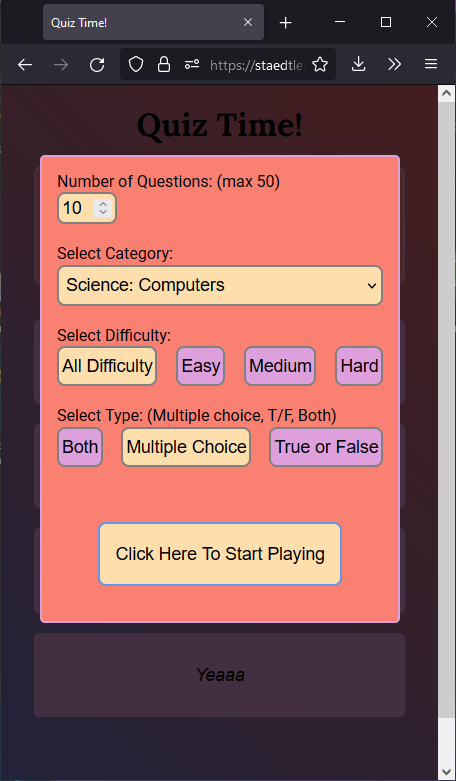 Quiz Time!
https://staedtle
Quiz Time!
Number of Questions: (max 50)
10
Select Category:
Science: Computers
Select Difficulty:
All Difficulty Easy Medium Hard
Select Type: (Multiple choice, T/F, Both)
Both Multiple Choice True or False
Click Here To Start Playing
Yeaaa